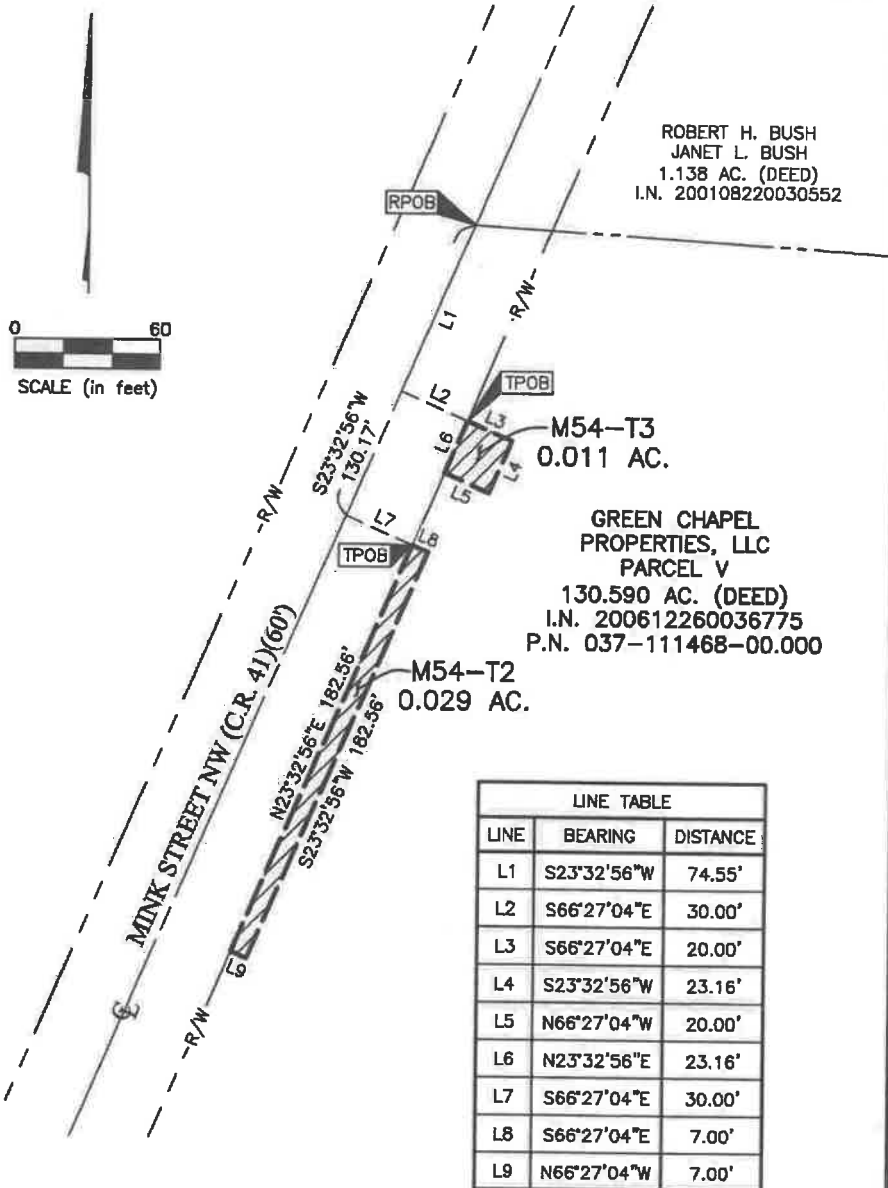 ROBERT H. BUSH
JANET L. BUSH
1.138 AC. (DEED)
I.N. 200108220030552
RPOB
0 60
SCALE (in feet)
L1
-R/W-
L2
TPOB
L3
L6
M54-T3
0.011 AC.
L4
L5
S23°32'56"W
130.17'
-R/W-
L7
TPOB
L8
GREEN CHAPEL
PROPERTIES, LLC
PARCEL V
130.590 AC. (DEED)
I.N. 200612260036775
P.N. 037-111468-00.000
M54-T2
0.029 AC.
N23°32'56"E 182.56'
S23°32'56"W 182.56'
MINK STREET NW (C.R. 41)(60')
L9
-R/W-
LINE TABLE
LINE BEARING DISTANCE
L1 S23°32'56"W 74.55'
L2 S66°27'04"E 30.00'
L3 S66°27'04"E 20.00'
L4 S23°32'56"W 23.16'
L5 N66°27'04"W 20.00'
L6 N23°32'56"E 23.16'
L7 S66°27'04"E 30.00'
L8 S66°27'04"E 7.00'
L9 N66°27'04"W 7.00'